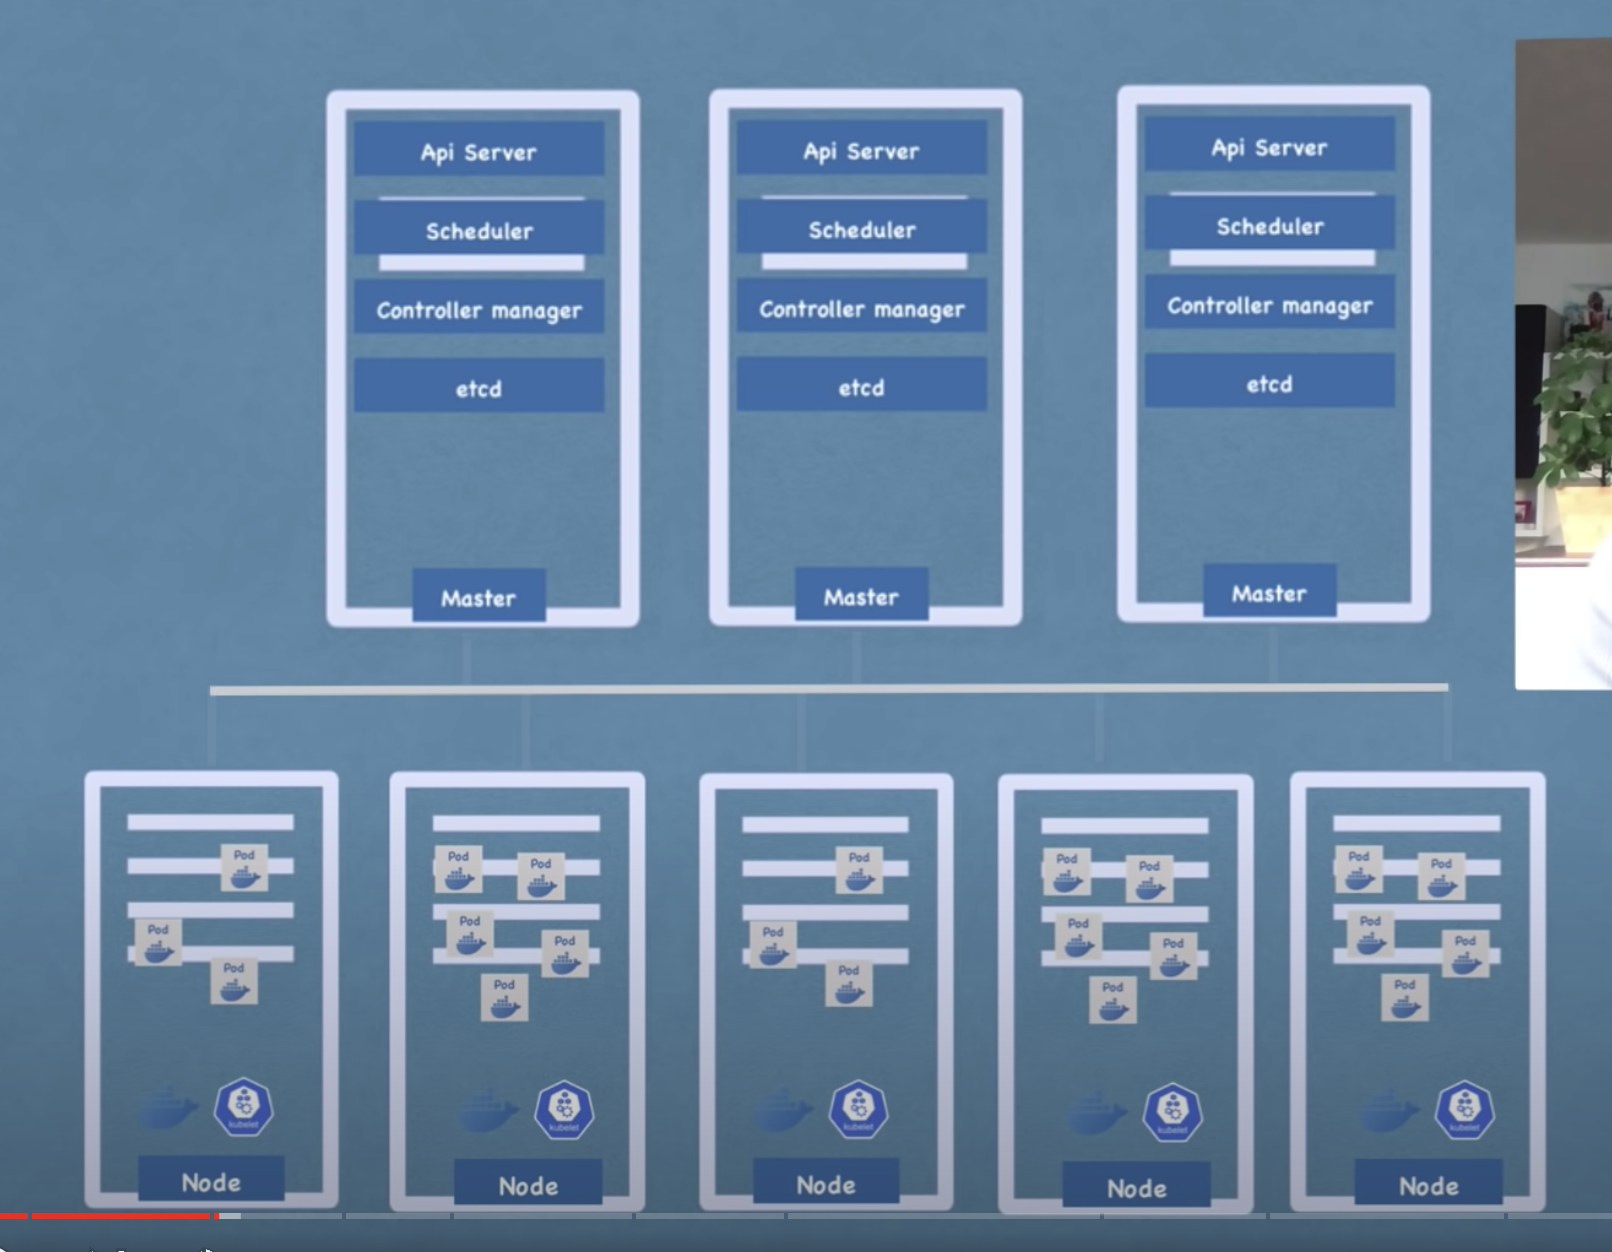 Api Server
Scheduler
Controller manager
etcd
Master
Api Server
Scheduler
Controller manager
etcd
Master
Api Server
Scheduler
Controller manager
etcd
Master
Pod
Pod
Pod
kubelet
Node
Pod
Pod
Pod
Pod
Pod
kubelet
Node
Pod
Pod
Pod
kubelet
Node
Pod
Pod
Pod
Pod
Pod
kubelet
Node
Pod
Pod
Pod
Pod
Pod
kubelet
Node